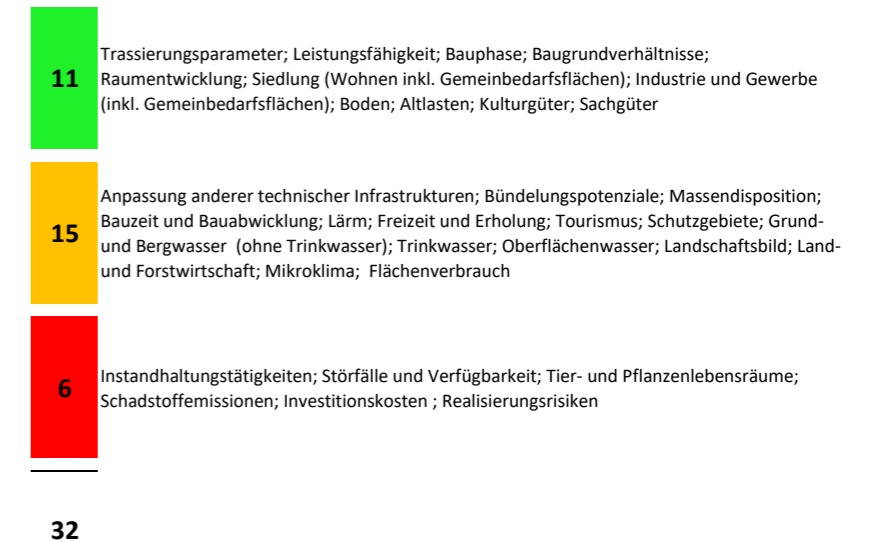 11
Trassierungsparameter; Leistungsfähigkeit; Bauphase; Baugrundverhältnisse;
Raumentwicklung; Siedlung (Wohnen inkl. Gemeinbedarfsflächen); Industrie und Gewerbe
(inkl. Gemeinbedarfsflächen); Boden; Altlasten; Kulturgüter; Sachgüter
15
Anpassung anderer technischer Infrastrukturen; Bündelungspotenziale; Massendisposition;
Bauzeit und Bauabwicklung; Lärm; Freizeit und Erholung; Tourismus; Schutzgebiete; Grund-
und Bergwasser (ohne Trinkwasser); Trinkwasser; Oberflächenwasser; Landschaftsbild; Land-
und Forstwirtschaft; Mikroklima; Flächenverbrauch
6
Instandhaltungstätigkeiten; Störfälle und Verfügbarkeit; Tier- und Pflanzenlebensräume;
Schadstoffemissionen; Investitionskosten ; Realisierungsrisiken
32